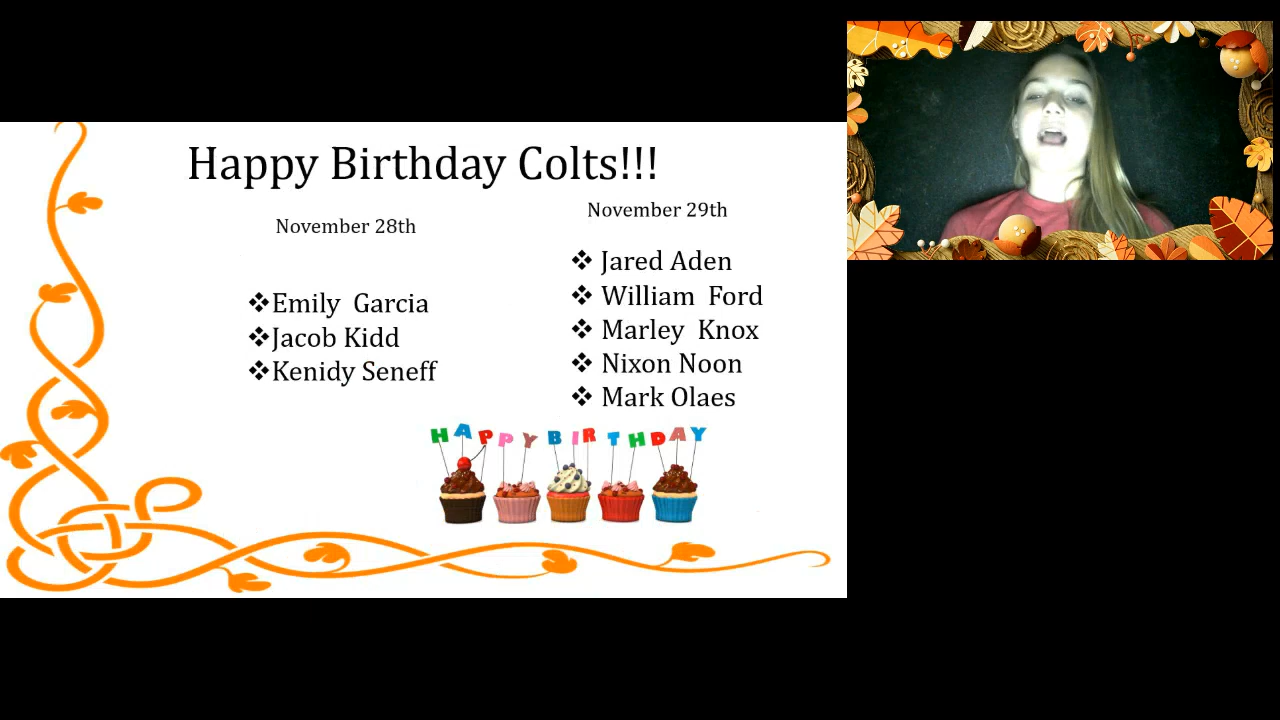 Happy Birthday Colts!!!
November 28th
❖Emily  Garcia
❖Jacob Kidd
❖Kenidy Seneff
November 29th
❖ Jared Aden
❖ William  Ford
❖ Marley  Knox
❖ Nixon Noon
❖ Mark Olaes
HAPPY BIRTHDAY